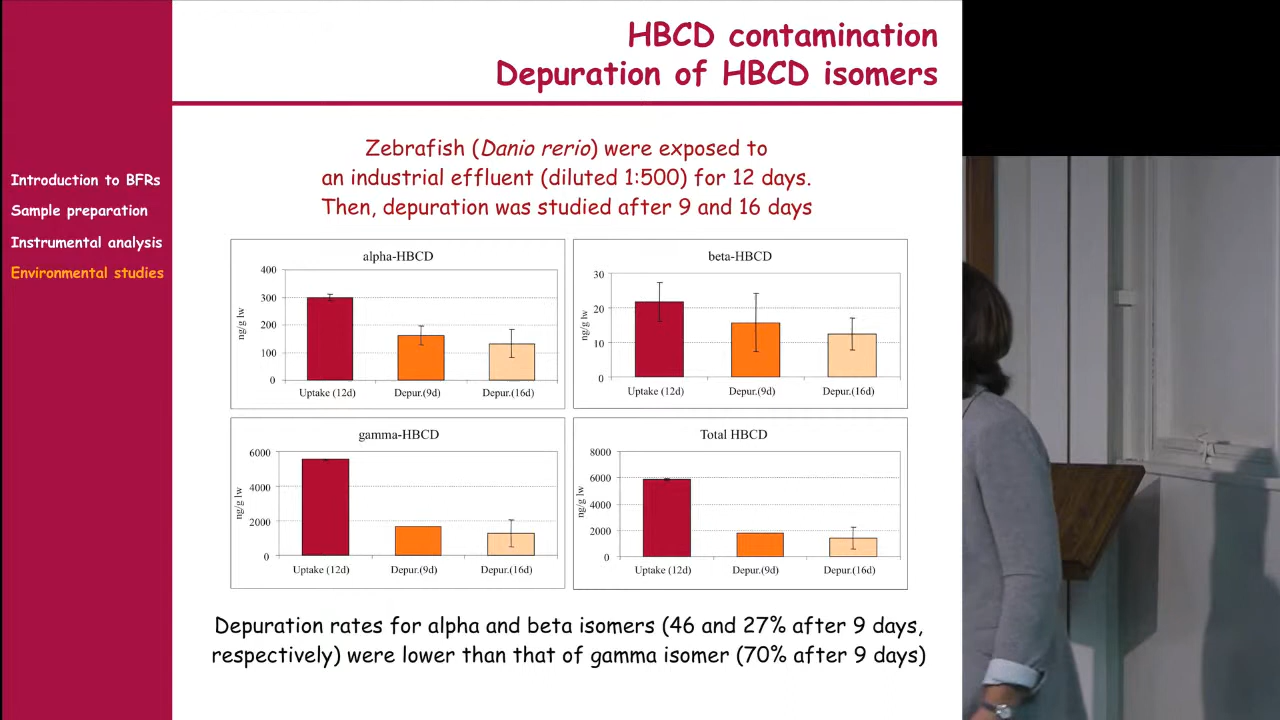 HBCD contamination
Depuration of HBCD isomers
Introduction to BFRs
Sample preparation
Instrumental analysis
Environmental studies
Zebrafish (Danio rerio) were exposed to
an industrial effluent (diluted 1:500) for 12 days.
Then, depuration was studied after 9 and 16 days
alpha-HBCD
400
300
200
100
0
ng/g lw
Uptake (12d) Depur.(9d) Depur.(16d)
beta-HBCD
30
20
10
0
ng/g lw
Uptake (12d) Depur.(9d) Depur.(16d)
gamma-HBCD
6000
4000
2000
0
ng/g lw
Uptake (12d) Depur.(9d) Depur.(16d)
Total HBCD
8000
6000
4000
2000
0
ng/g lw
Uptake (12d) Depur.(9d) Depur.(16d)
Depuration rates for alpha and beta isomers (46 and 27% after 9 days,
respectively) were lower than that of gamma isomer (70% after 9 days)